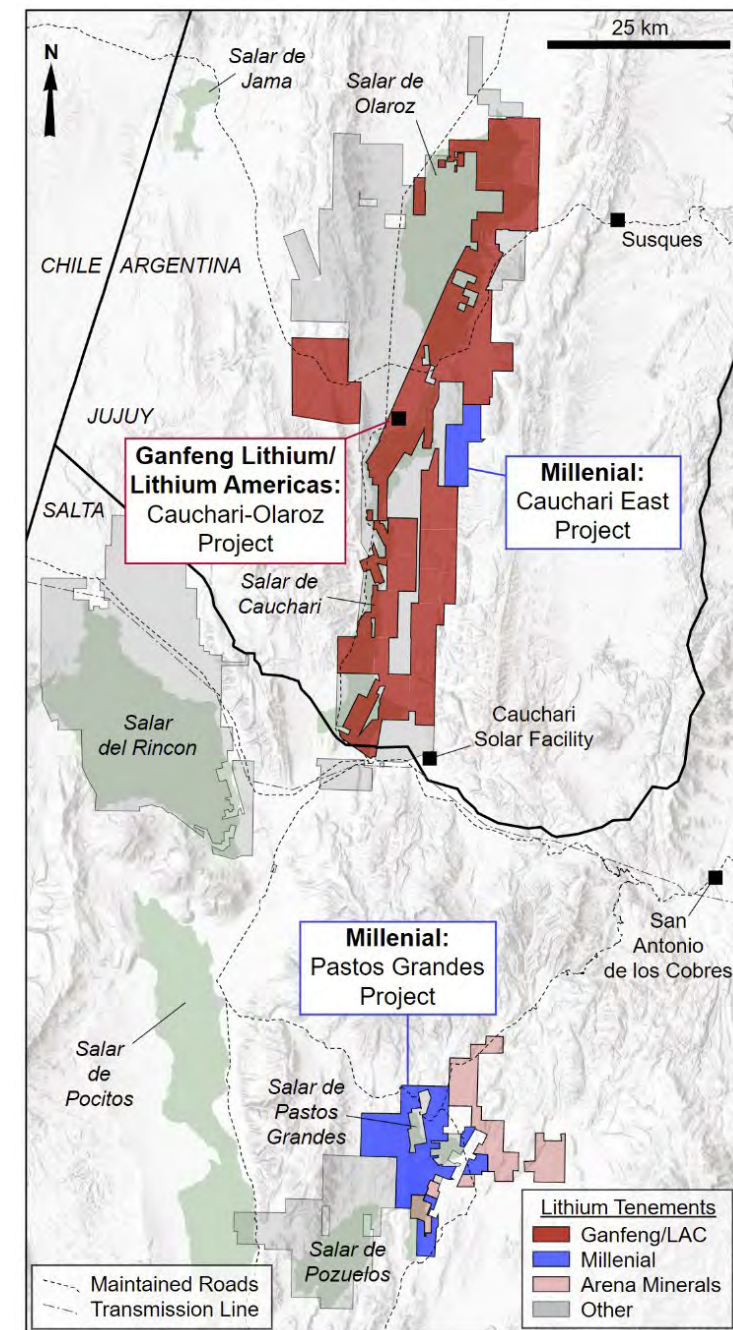 25 km
N
Salar de
Jama
Salar de
Olaroz
Susques
CHILE
ARGENTINA
JUJUY
SALTA
Ganfeng Lithium/
Lithium Americas:
Cauchari-Olaroz
Project
Millenial:
Cauchari East
Project
Salar de
Cauchari
Salar
del Rincon
Cauchari
Solar Facility
San
Antonio
de los Cobres
Millenial:
Pastos Grandes
Project
Salar
de
Pocitos
Salar de
Pastos
Grandes
Salar de
Pozuelos
Maintained Roads
Transmission Line
Lithium Tenements
Ganfeng/LAC
Millenial
Arena Minerals
Other